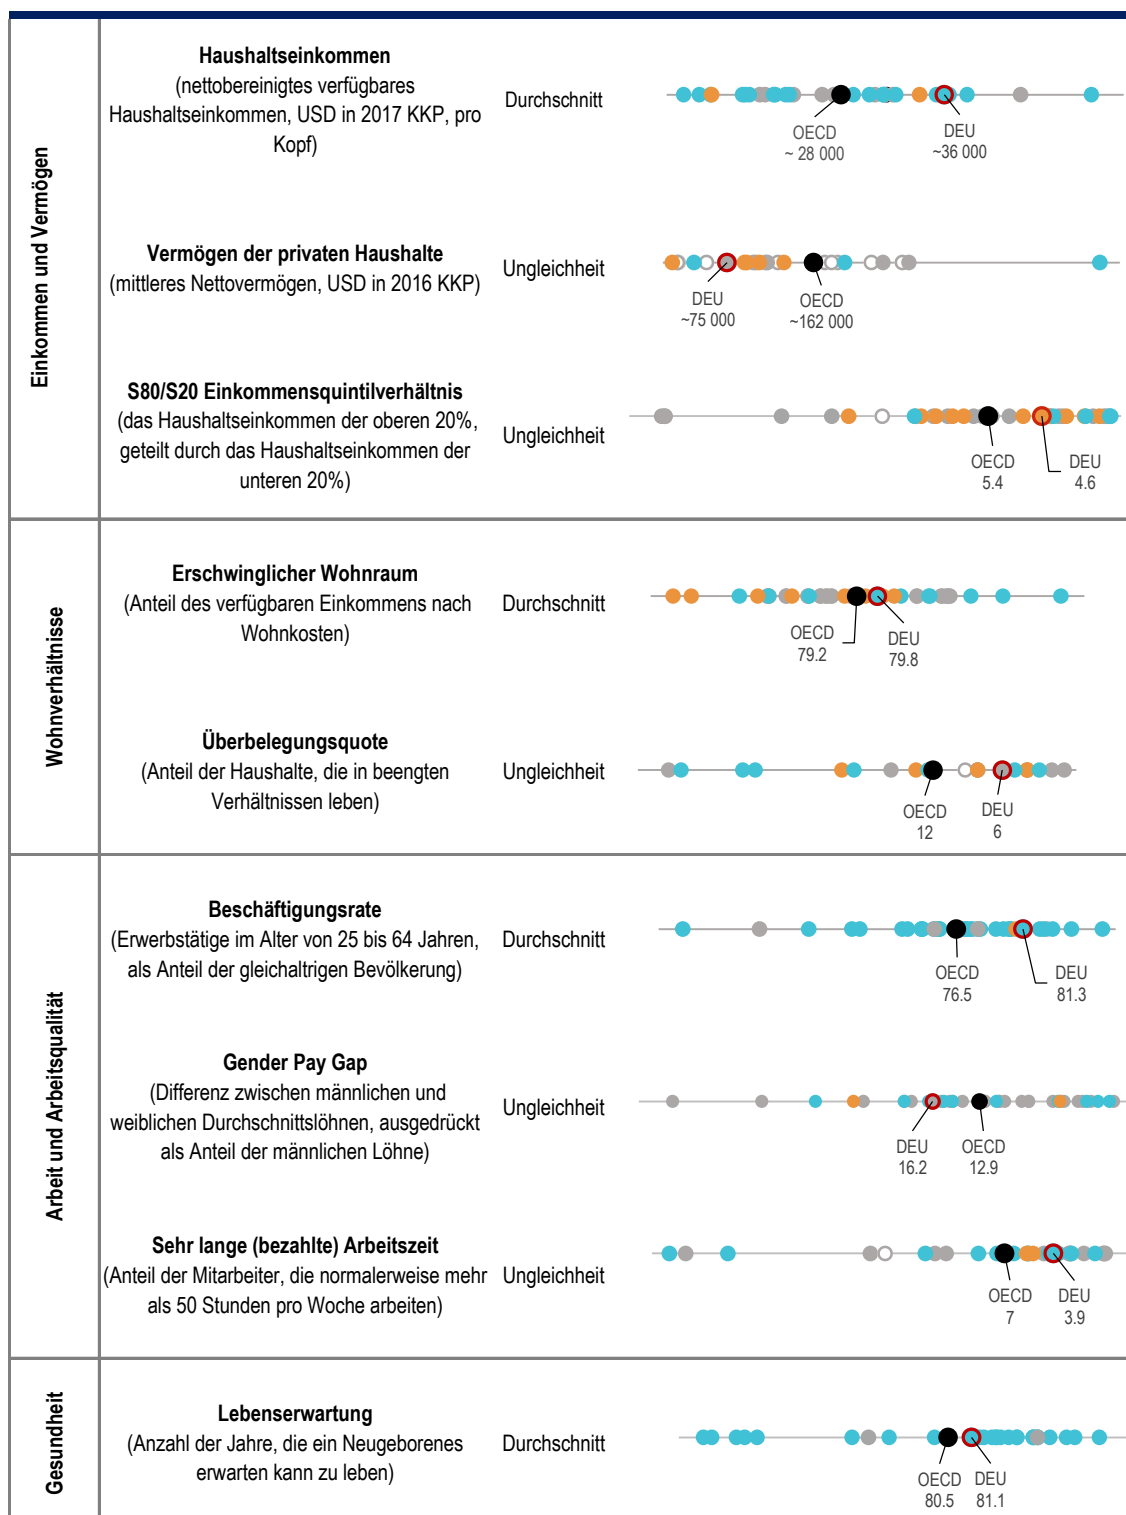 Einkommen und Vermögen
Haushaltseinkommen
(nettobereinigtes verfügbares
Haushaltseinkommen, USD in 2017 KKP, pro
Kopf)
Durchschnitt
OECD
~ 28 000
DEU
~36 000
Vermögen der privaten Haushalte
(mittleres Nettovermögen, USD in 2016 KKP)
Ungleichheit
DEU
~75 000
OECD
~162 000
S80/S20 Einkommensquintilverhältnis
(das Haushaltseinkommen der oberen 20%,
geteilt durch das Haushaltseinkommen der
unteren 20%)
Ungleichheit
OECD
5.4
DEU
4.6
Wohnverhältnisse
Erschwinglicher Wohnraum
(Anteil des verfügbaren Einkommens nach
Wohnkosten)
Durchschnitt
OECD
79.2
DEU
79.8
Überbelegungsquote
(Anteil der Haushalte, die in beengten
Verhältnissen leben)
Ungleichheit
OECD
12
DEU
6
Arbeit und Arbeitsqualität
Beschäftigungsrate
(Erwerbstätige im Alter von 25 bis 64 Jahren,
als Anteil der gleichaltrigen Bevölkerung)
Durchschnitt
OECD
76.5
DEU
81.3
Gender Pay Gap
(Differenz zwischen männlichen und
weiblichen Durchschnittslöhnen, ausgedrückt
als Anteil der männlichen Löhne)
Ungleichheit
DEU
16.2
OECD
12.9
Sehr lange (bezahlte) Arbeitszeit
(Anteil der Mitarbeiter, die normalerweise mehr
als 50 Stunden pro Woche arbeiten)
Ungleichheit
OECD
7
DEU
3.9
Gesundheit
Lebenserwartung
(Anzahl der Jahre, die ein Neugeborenes
erwarten kann zu leben)
Durchschnitt
OECD
80.5
DEU
81.1